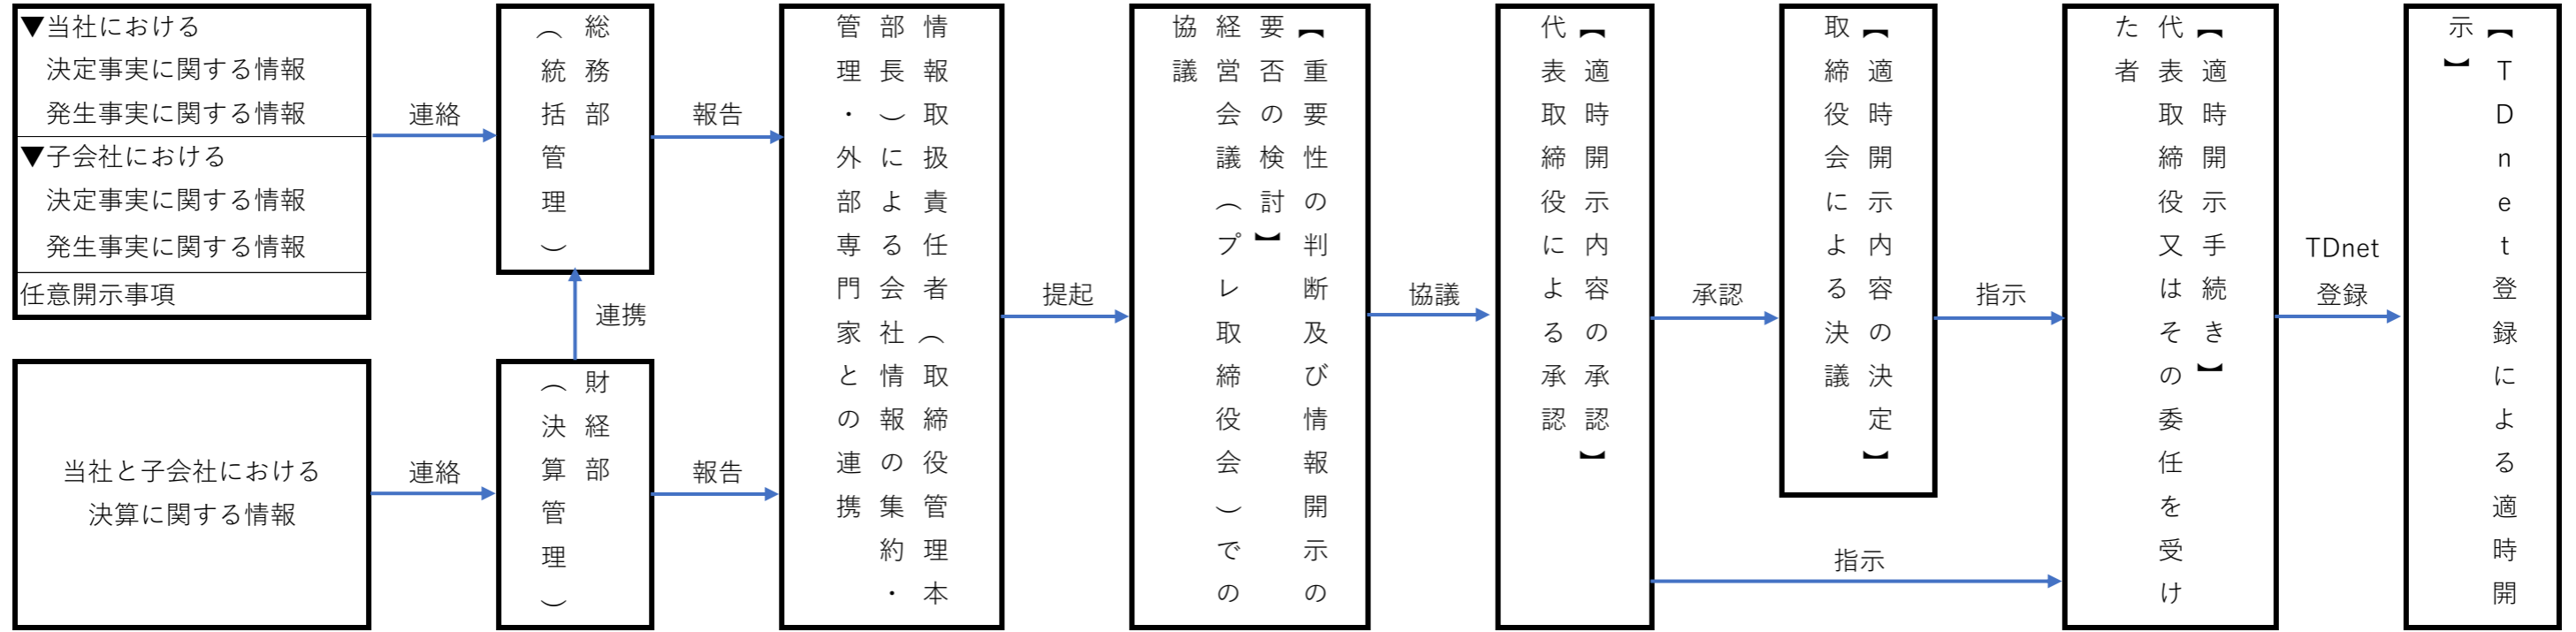 ▼当社における
決定事実に関する情報
発生事実に関する情報
▼子会社における
決定事実に関する情報
発生事実に関する情報
任意開示事項
当社と子会社における
決算に関する情報
連絡
連絡
総務部
（統括管理）
連携
財経部
（決算管理）
報告
報告
情報取扱責任者（取締役管理本
部長）による会社情報の集約・
管理・外部専門家との連携
提起
【重要性の判断及び情報開示の
要否の検討】
経営会議（プレ取締役会）での
協議
協議
【適時開示内容の承認】
代表取締役による承認
承認
指示
【適時開示内容の決定】
取締役会による決議
指示
【適時開示手続き】
代表取締役又はその委任を受け
た者
TDnet
登録
【TDnet登録による適時開
示】